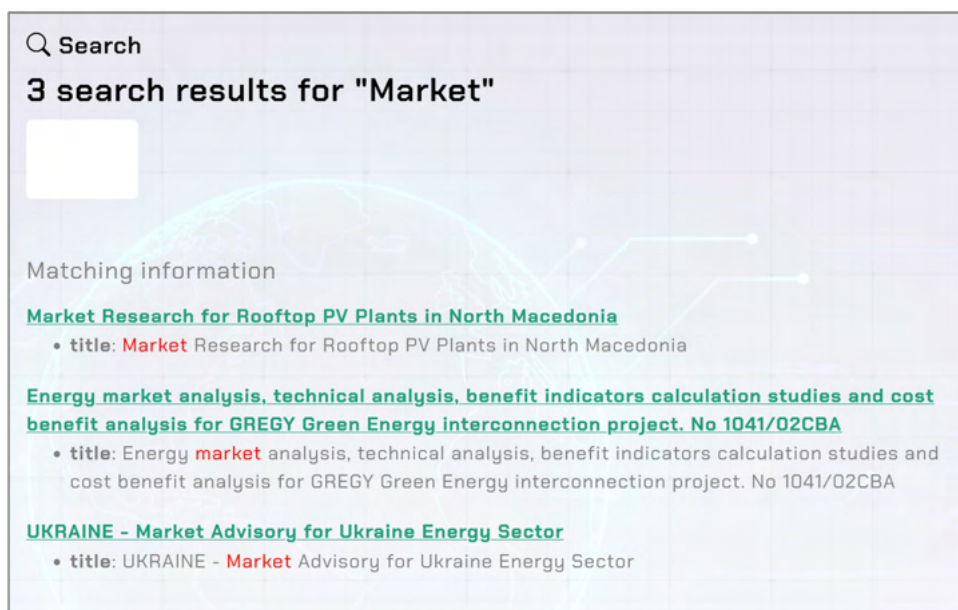 Search
3 search results for "Market"
Matching information
Market Research for Rooftop PV Plants in North Macedonia
• title: Market Research for Rooftop PV Plants in North Macedonia
Energy market analysis, technical analysis, benefit indicators calculation studies and cost
benefit analysis for GREGY Green Energy interconnection project. No 1041/02CBA
• title: Energy market analysis, technical analysis, benefit indicators calculation studies and
cost benefit analysis for GREGY Green Energy interconnection project. No 1041/02CBA
UKRAINE - Market Advisory for Ukraine Energy Sector
• title: UKRAINE - Market Advisory for Ukraine Energy Sector